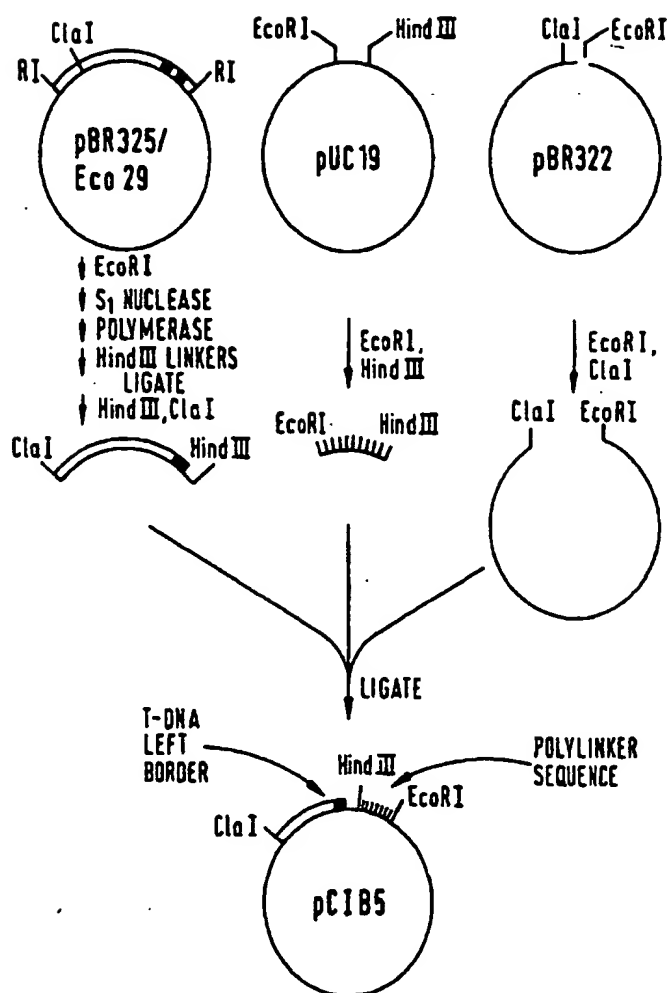 ClaI
RI
RI
pBR325/
Eco 29
EcoRI
HindIII
pUC19
ClaI
EcoRI
pBR322
EcoRI
S1 NUCLEASE
POLYMERASE
HindIII LINKERS
LIGATE
HindIII, ClaI
EcoRI,
HindIII
EcoRI,
ClaI
ClaI
HindIII
EcoRI
HindIII
ClaI
EcoRI
LIGATE
T-DNA
LEFT
BORDER
HindIII
POLYLINKER
SEQUENCE
EcoRI
ClaI
pCIB5